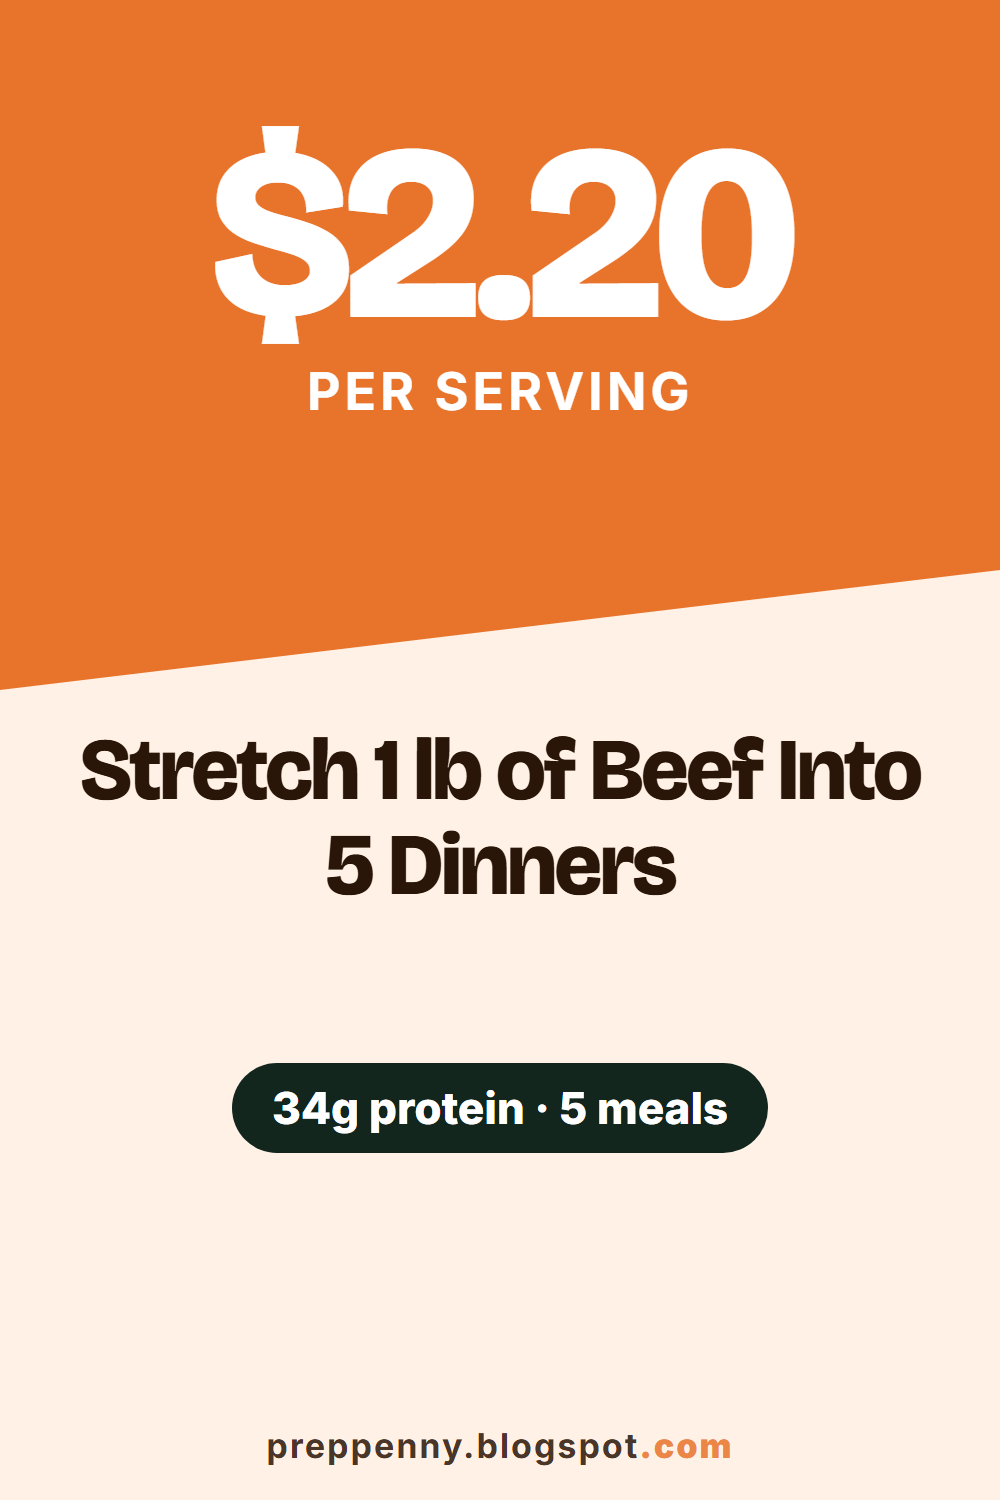 $2.20
PER SERVING
Stretch 1 lb of Beef Into
5 Dinners
34g protein · 5 meals
preppenny.blogspot.com